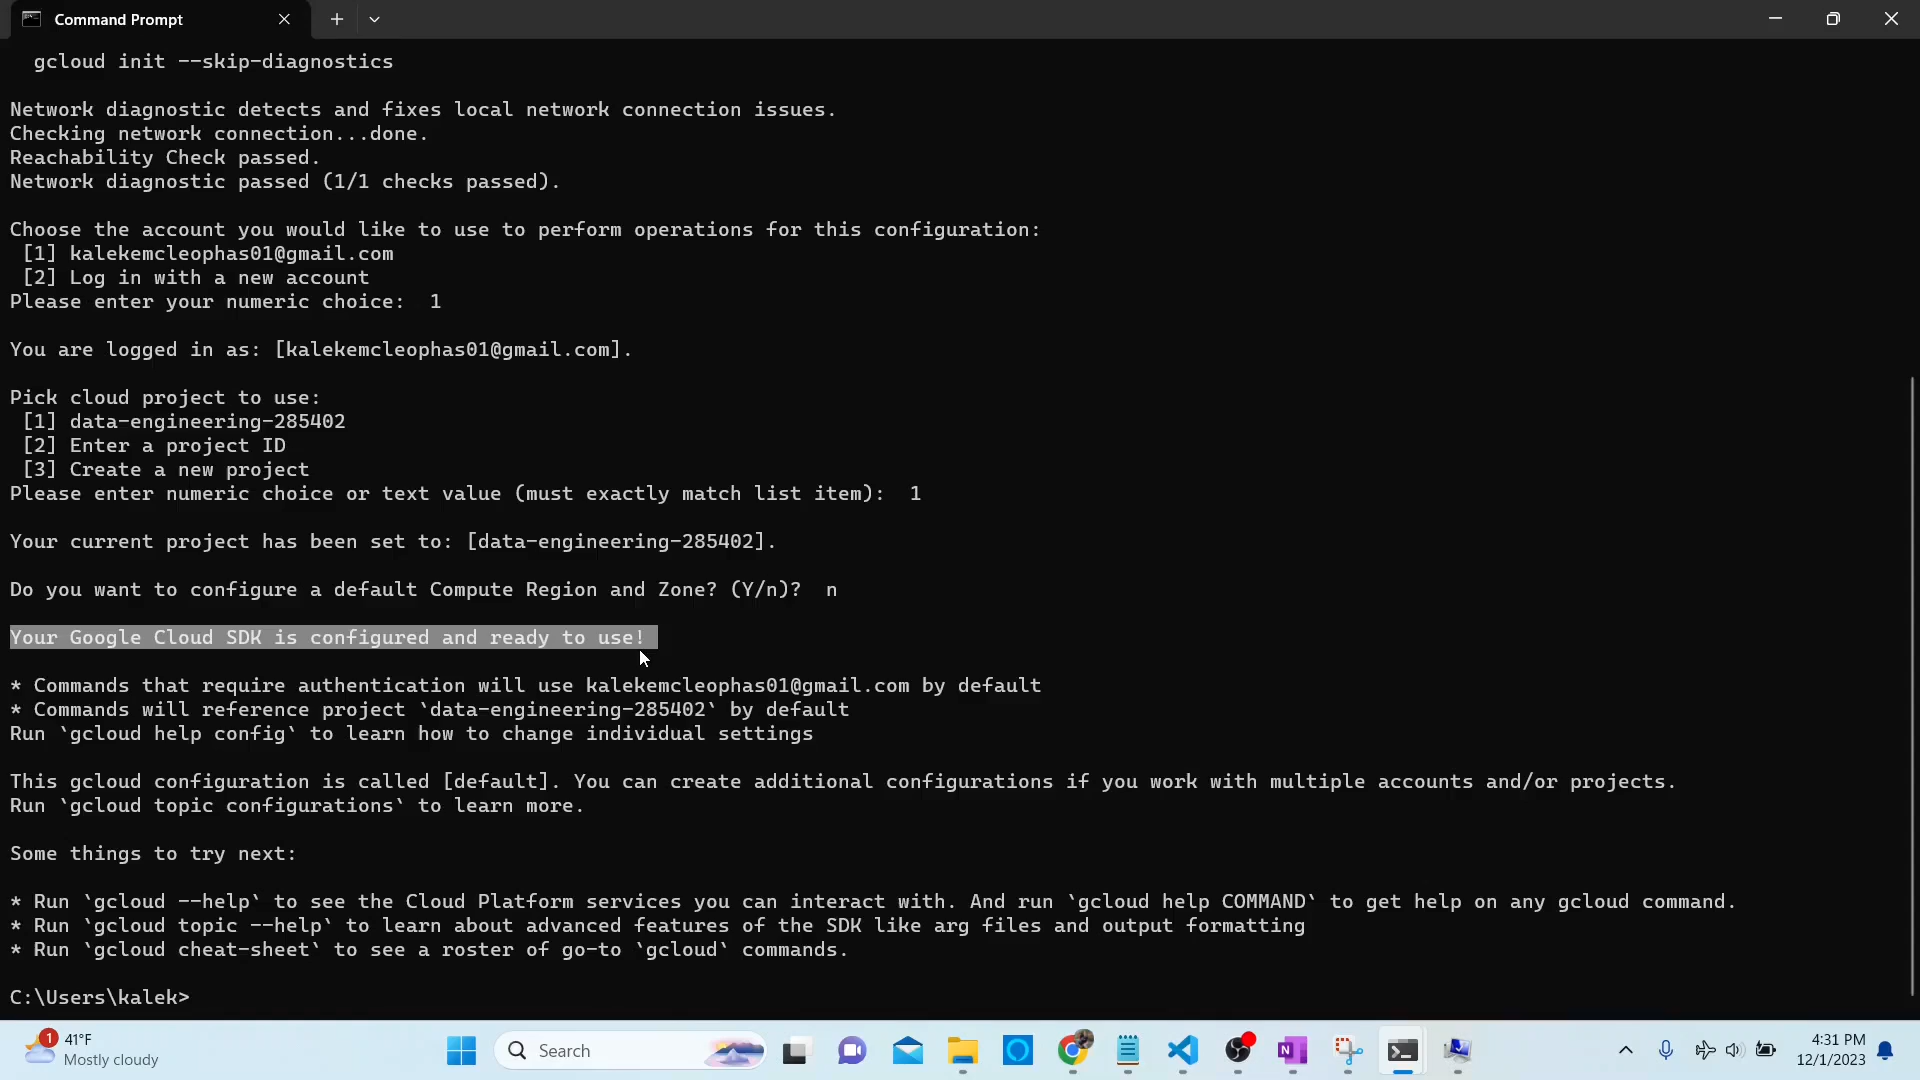 Command Prompt
gcloud init --skip-diagnostics
Network diagnostic detects and fixes local network connection issues.
Checking network connection...done.
Reachability Check passed.
Network diagnostic passed (1/1 checks passed).
Choose the account you would like to use to perform operations for this configuration:
[1] kalekemcleophas01@gmail.com
[2] Log in with a new account
Please enter your numeric choice:  1
You are logged in as: [kalekemcleophas01@gmail.com].
Pick cloud project to use:
[1] data-engineering-285402
[2] Enter a project ID
[3] Create a new project
Please enter numeric choice or text value (must exactly match list item):  1
Your current project has been set to: [data-engineering-285402].
Do you want to configure a default Compute Region and Zone? (Y/n)?  n
Your Google Cloud SDK is configured and ready to use!
* Commands that require authentication will use kalekemcleophas01@gmail.com by default
* Commands will reference project `data-engineering-285402` by default
Run `gcloud help config` to learn how to change individual settings
This gcloud configuration is called [default]. You can create additional configurations if you work with multiple accounts and/or projects.
Run `gcloud topic configurations` to learn more.
Some things to try next:
* Run `gcloud --help` to see the Cloud Platform services you can interact with. And run `gcloud help COMMAND` to get help on any gcloud command.
* Run `gcloud topic --help` to learn about advanced features of the SDK like arg files and output formatting
* Run `gcloud cheat-sheet` to see a roster of go-to `gcloud` commands.
C:\Users\kalek>
1
41°F
Mostly cloudy
Search
N
4:31 PM
12/1/2023